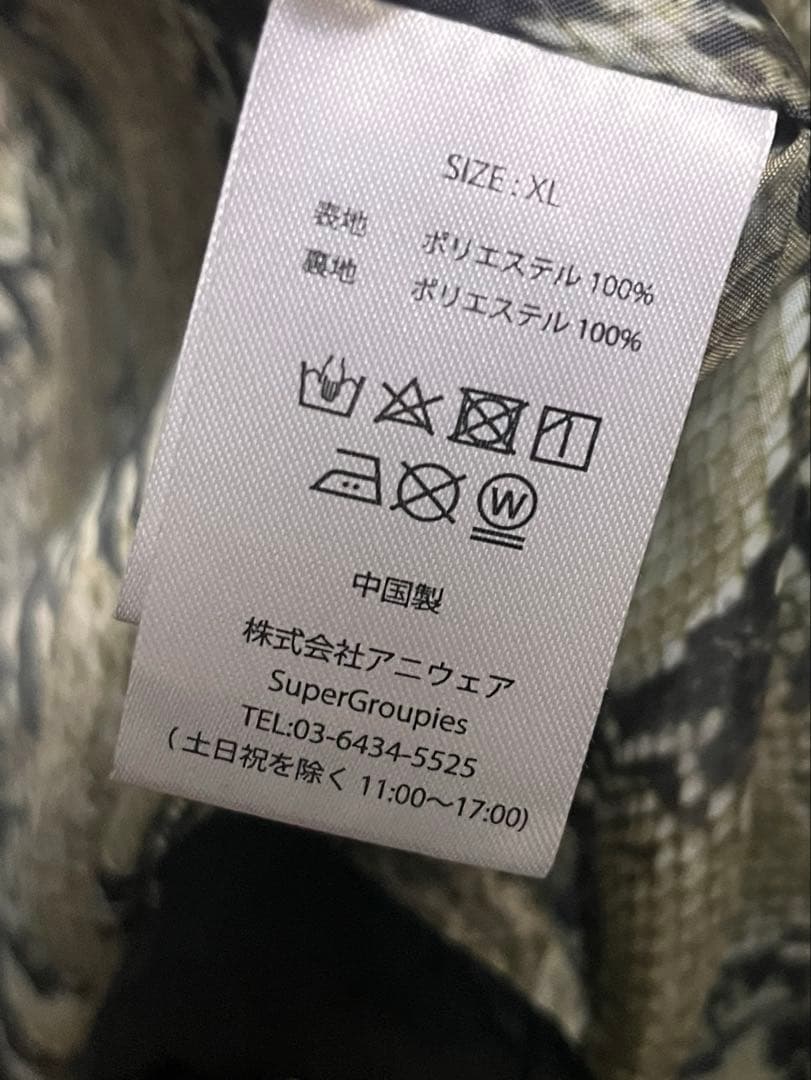 SIZE : XL
表地 ポリエステル 100%
裏地 ポリエステル 100%
W
中国製
株式会社アニウェア
SuperGroupies
TEL:03-6434-5525
(土日祝を除く 11:00～17:00)